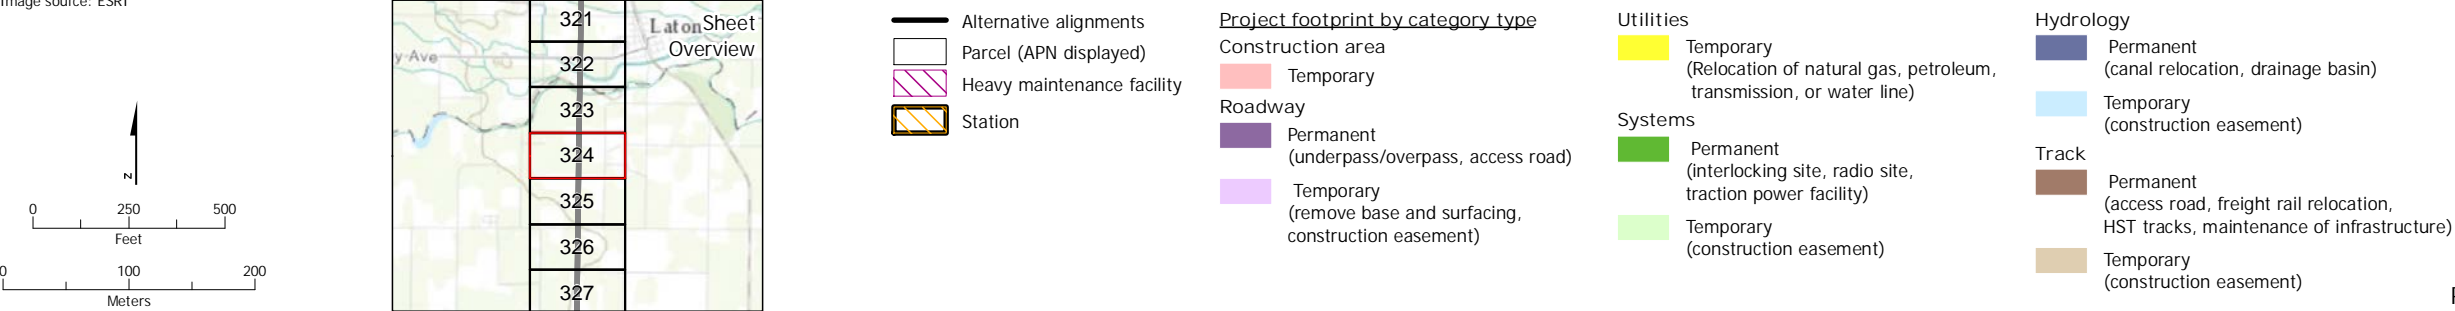 Image source: ESRI
N
0 250 500
Feet
0 100 200
Meters
Sheet
Overview
Laton
y Ave
321
322
323
324
325
326
327
Alternative alignments
Parcel (APN displayed)
Heavy maintenance facility
Station
Project footprint by category type
Construction area
Temporary
Roadway
Permanent
(underpass/overpass, access road)
Temporary
(remove base and surfacing,
construction easement)
Utilities
Temporary
(Relocation of natural gas, petroleum,
transmission, or water line)
Systems
Permanent
(interlocking site, radio site,
traction power facility)
Temporary
(construction easement)
Hydrology
Permanent
(canal relocation, drainage basin)
Temporary
(construction easement)
Track
Permanent
(access road, freight rail relocation,
HST tracks, maintenance of infrastructure)
Temporary
(construction easement)